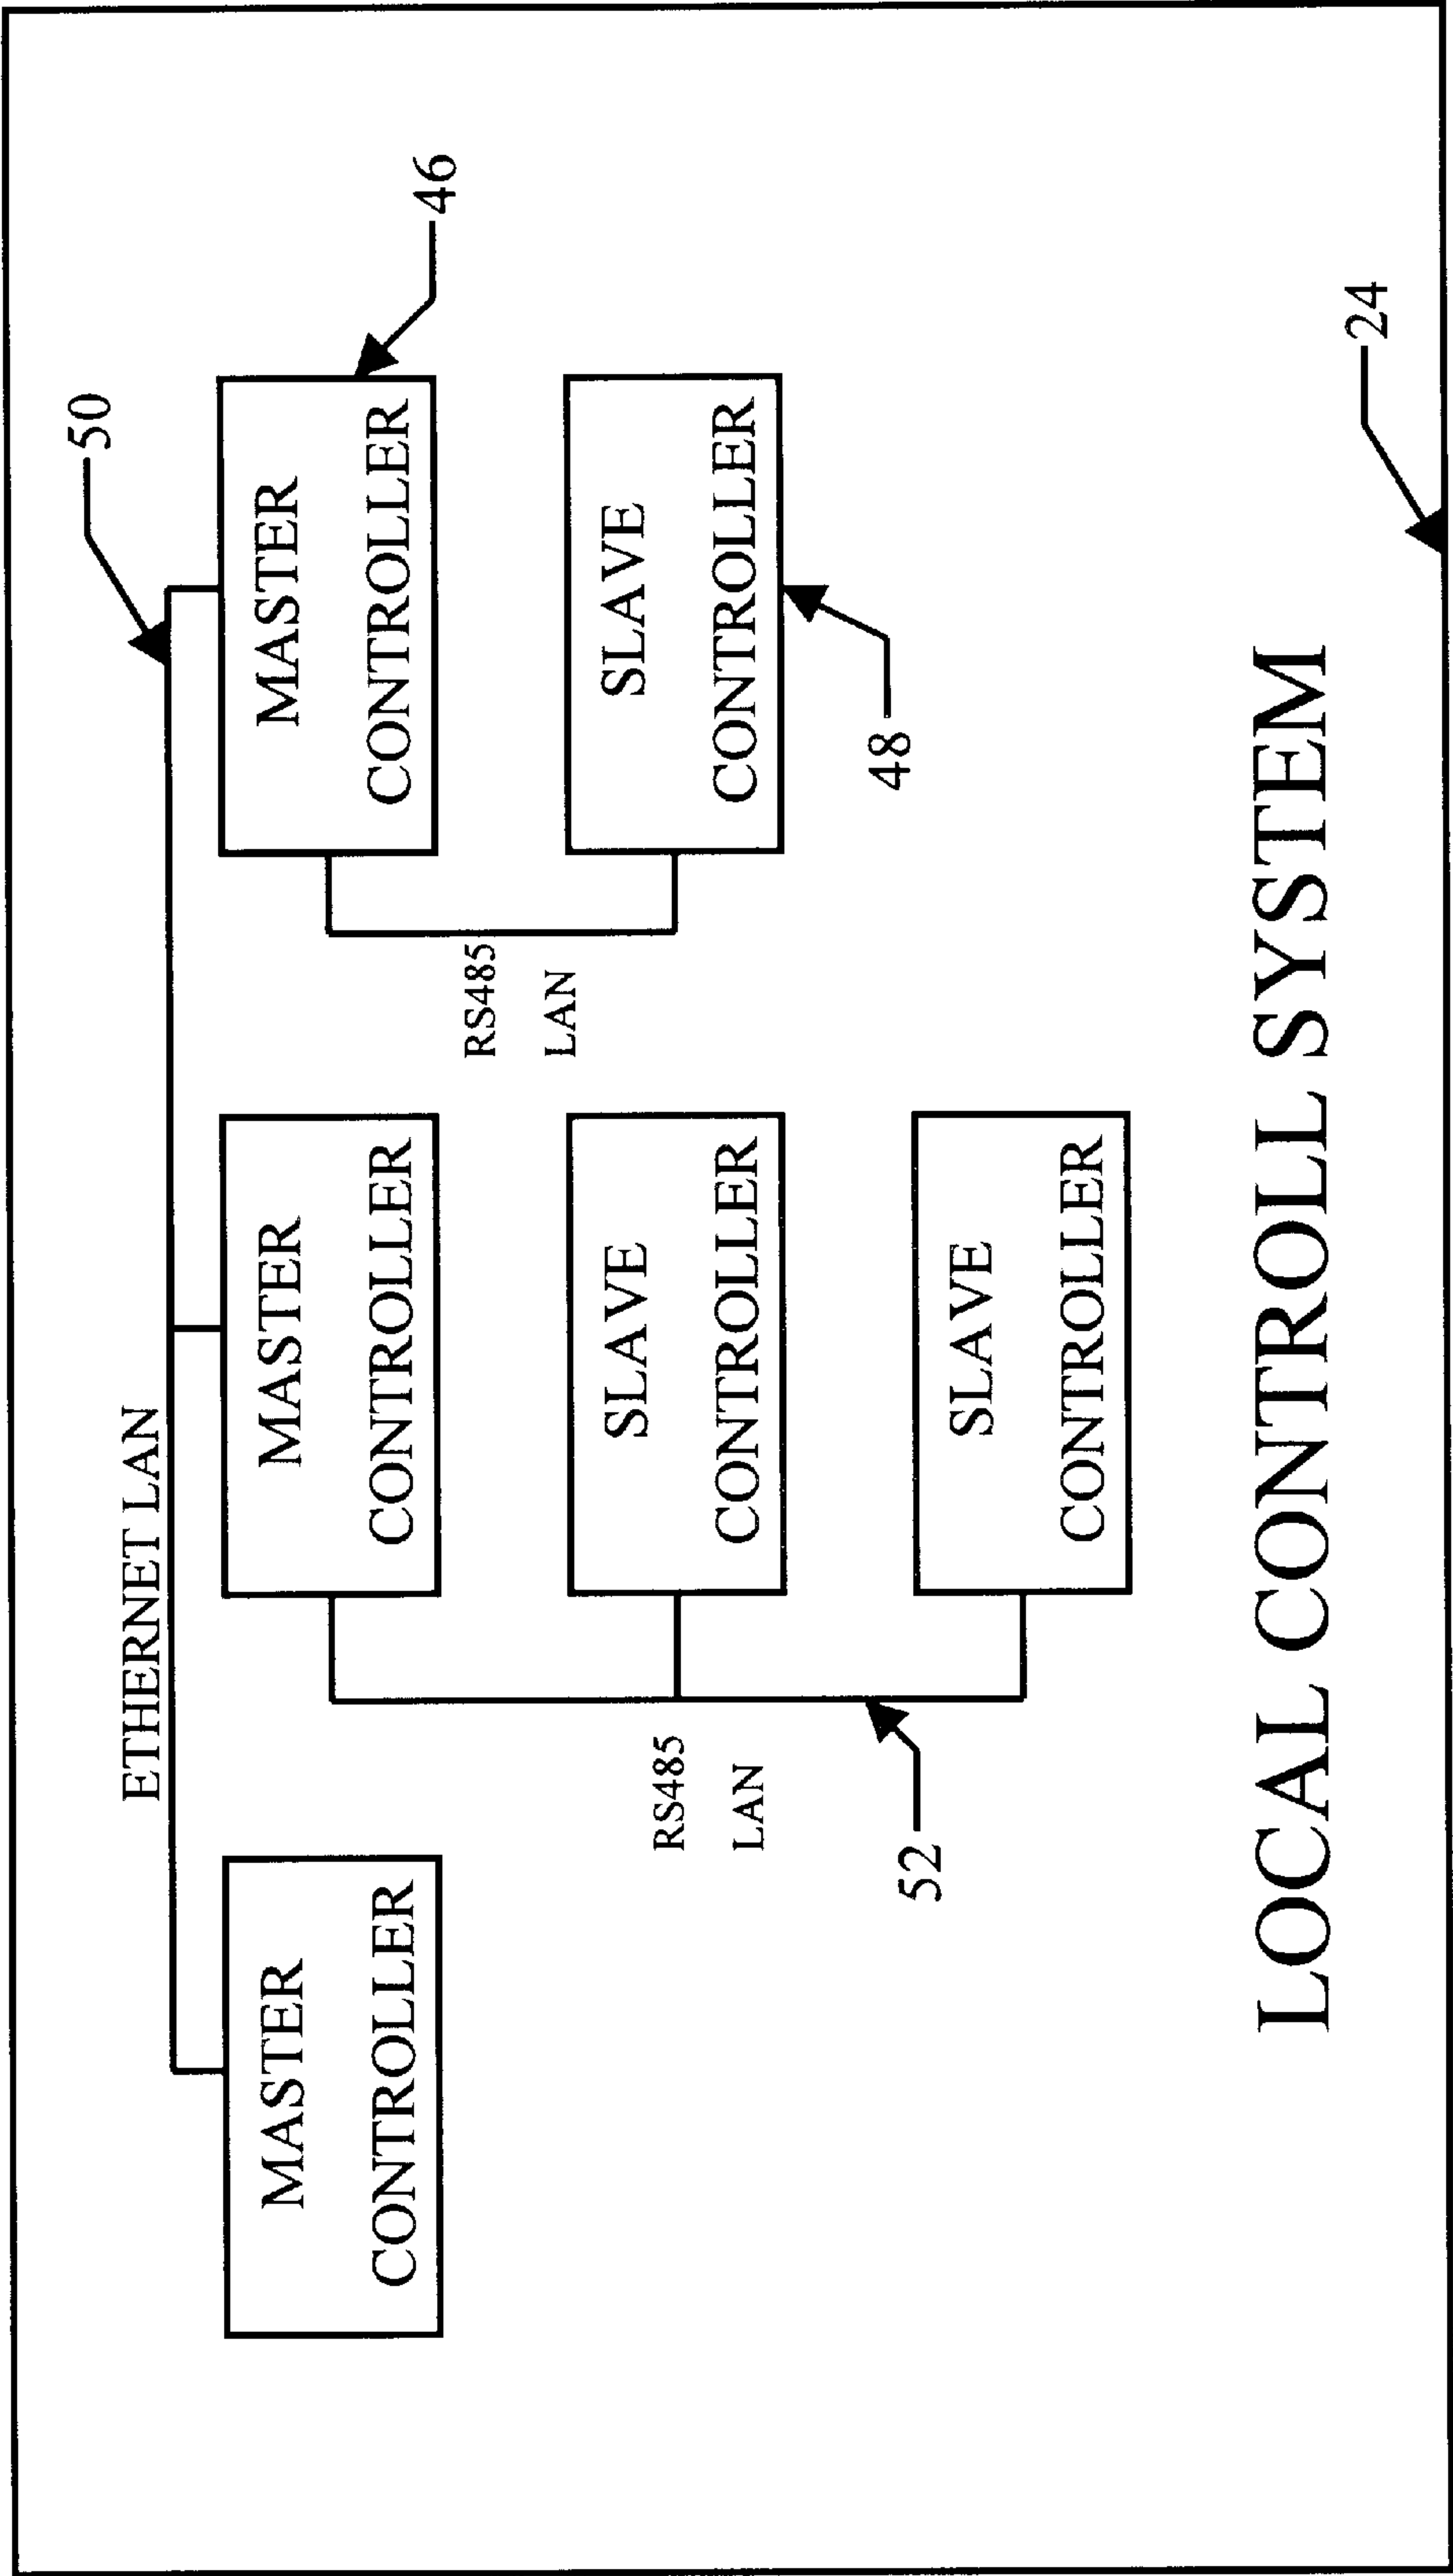 50
ETHERNET LAN
MASTER
CONTROLLER
MASTER
CONTROLLER
MASTER
CONTROLLER
46
RS485
LAN
SLAVE
CONTROLLER
SLAVE
CONTROLLER
48
RS485
LAN
52
SLAVE
CONTROLLER
LOCAL CONTROLL SYSTEM
24